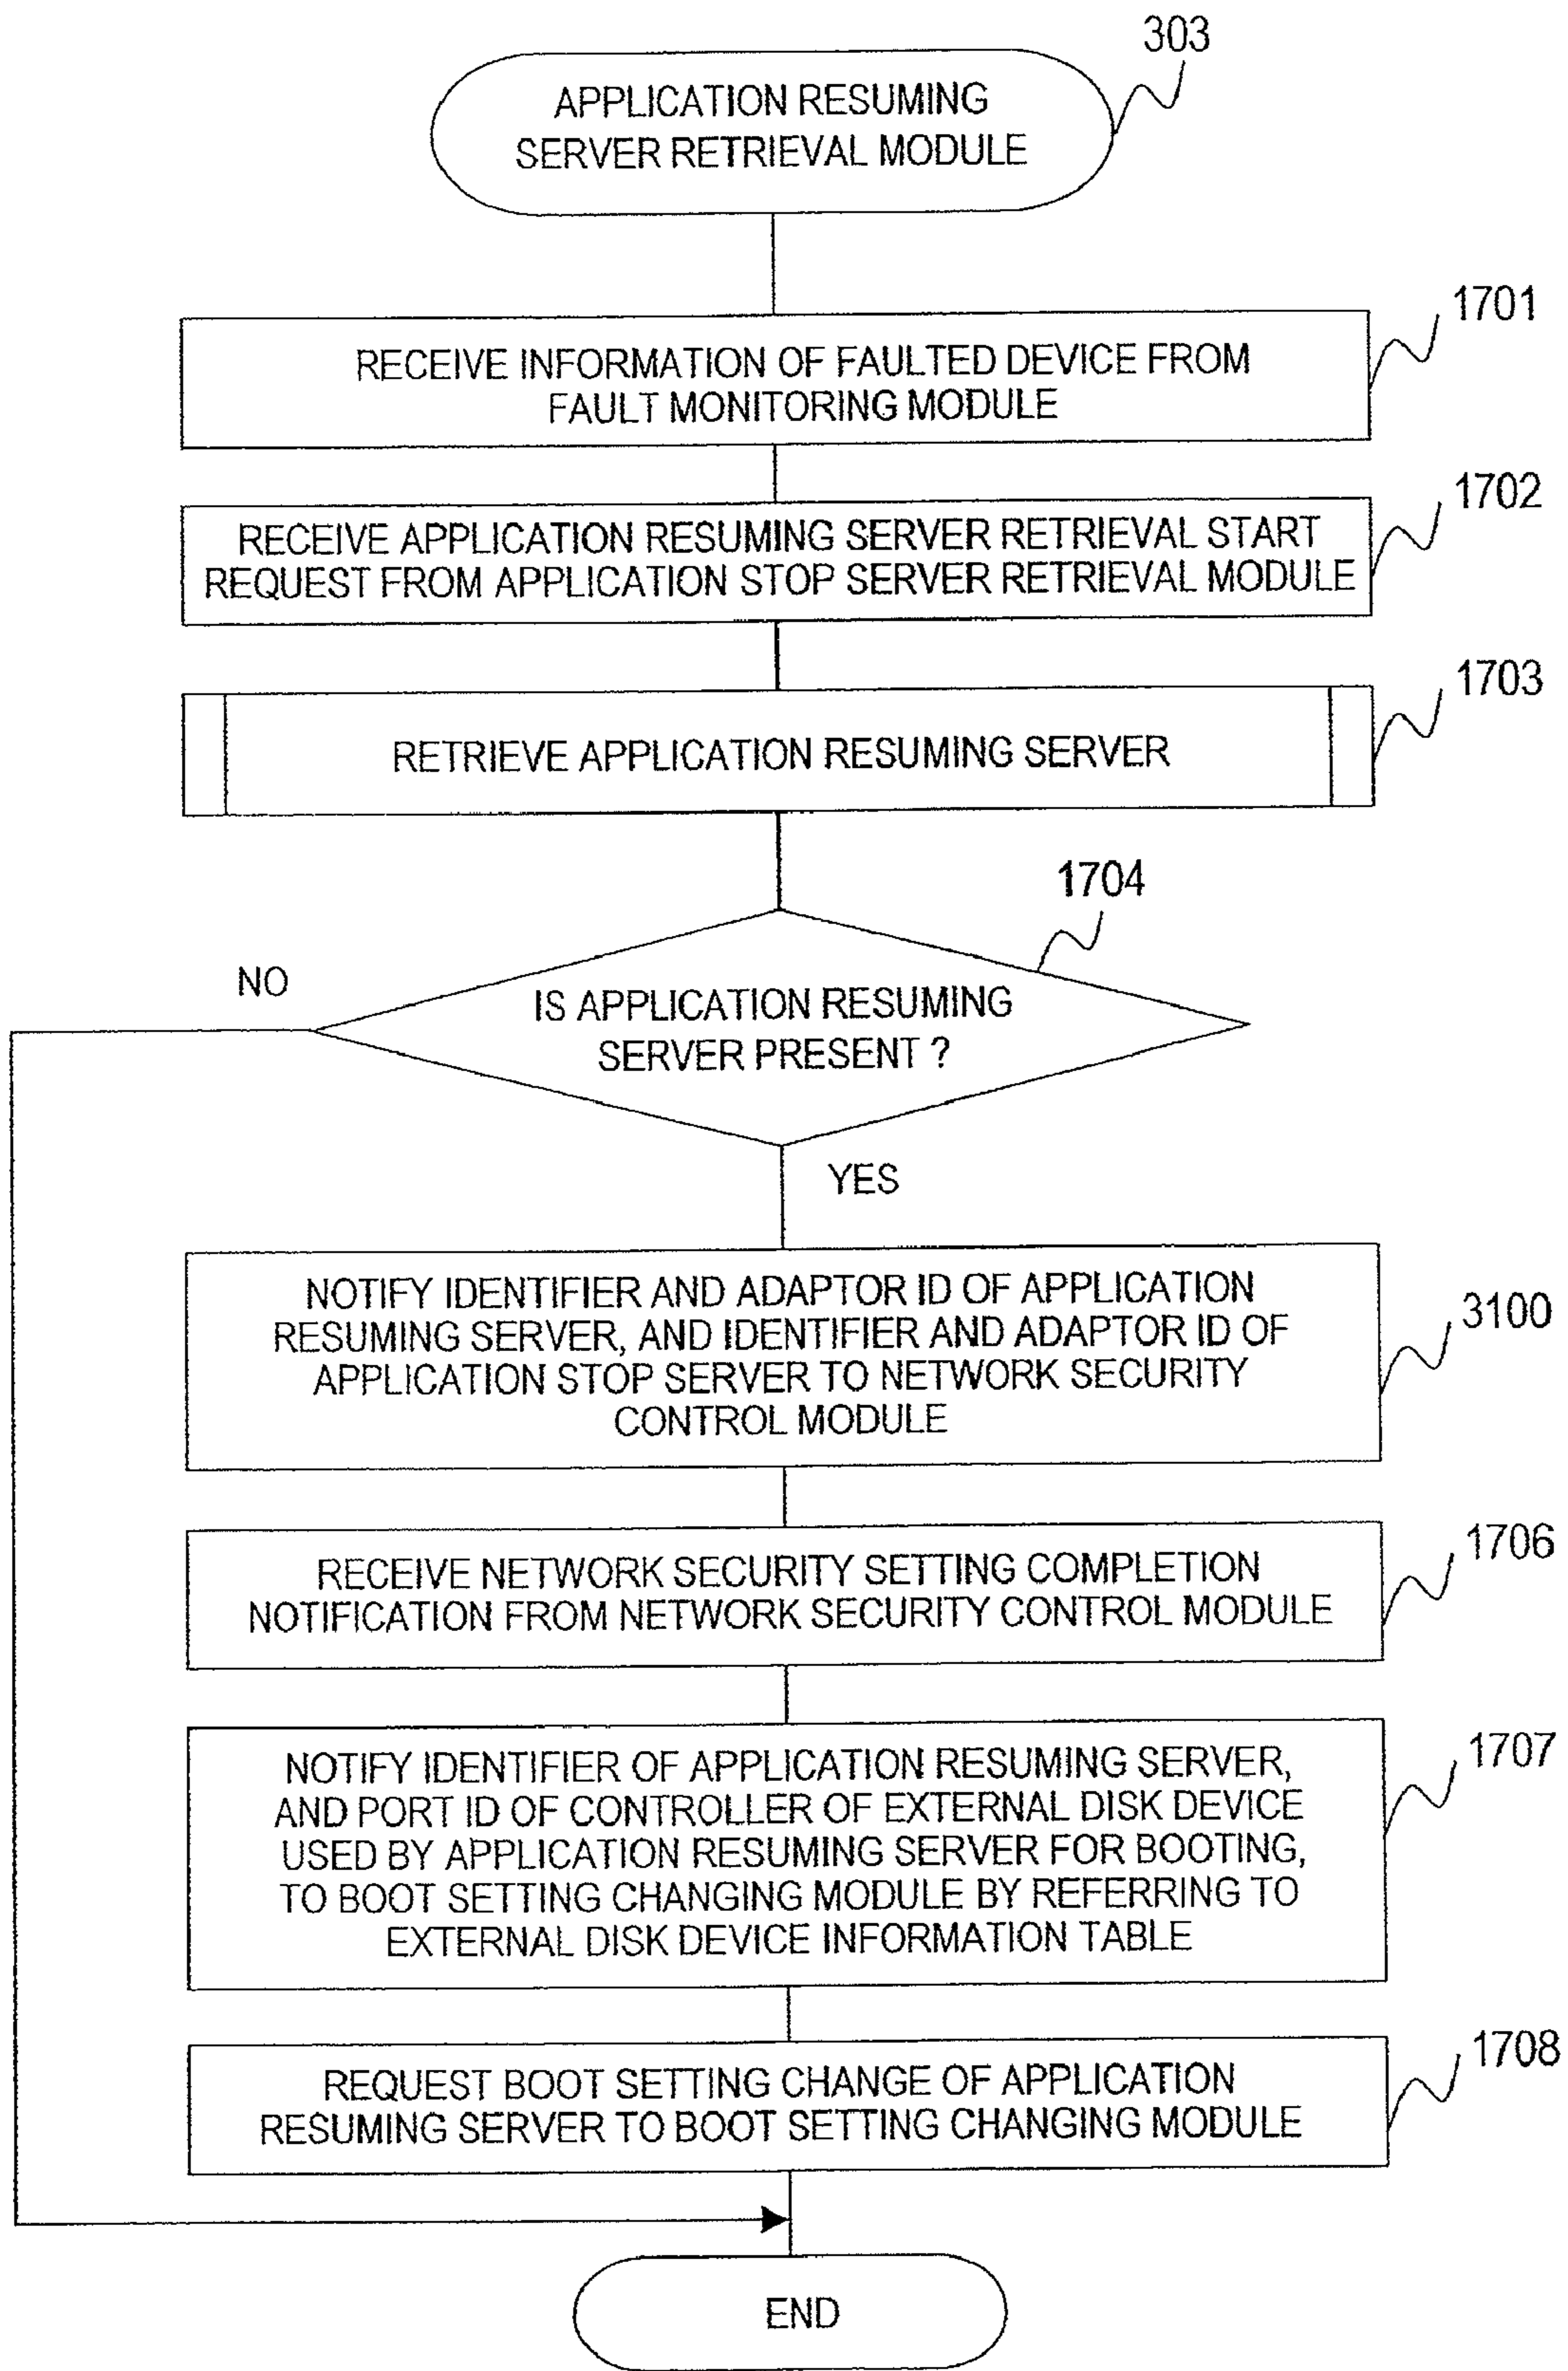 303
APPLICATION RESUMING
SERVER RETRIEVAL MODULE
1701
RECEIVE INFORMATION OF FAULTED DEVICE FROM
FAULT MONITORING MODULE
1702
RECEIVE APPLICATION RESUMING SERVER RETRIEVAL START
REQUEST FROM APPLICATION STOP SERVER RETRIEVAL MODULE
1703
RETRIEVE APPLICATION RESUMING SERVER
1704
NO
IS APPLICATION RESUMING
SERVER PRESENT ?
YES
3100
NOTIFY IDENTIFIER AND ADAPTOR ID OF APPLICATION
RESUMING SERVER, AND IDENTIFIER AND ADAPTOR ID OF
APPLICATION STOP SERVER TO NETWORK SECURITY
CONTROL MODULE
1706
RECEIVE NETWORK SECURITY SETTING COMPLETION
NOTIFICATION FROM NETWORK SECURITY CONTROL MODULE
1707
NOTIFY IDENTIFIER OF APPLICATION RESUMING SERVER,
AND PORT ID OF CONTROLLER OF EXTERNAL DISK DEVICE
USED BY APPLICATION RESUMING SERVER FOR BOOTING,
TO BOOT SETTING CHANGING MODULE BY REFERRING TO
EXTERNAL DISK DEVICE INFORMATION TABLE
1708
REQUEST BOOT SETTING CHANGE OF APPLICATION
RESUMING SERVER TO BOOT SETTING CHANGING MODULE
END